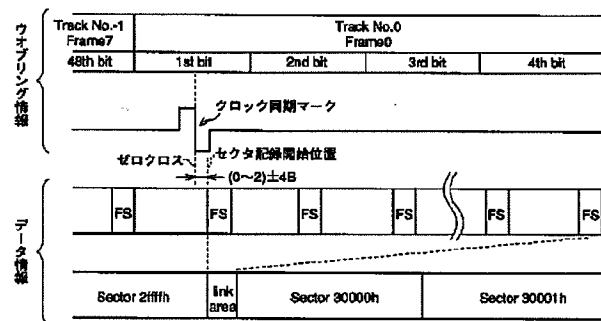 ウオブリング情報
Track No.-1
Frame7
Track No.0
Frame0
48th bit
1st bit
2nd bit
3rd bit
4th bit
クロック同期マーク
ゼロクロス
セクタ記録開始位置
(0～2)±4B
データ情報
FS
FS
FS
FS
FS
FS
Sector 2ffffh
link
area
Sector 30000h
Sector 30001h